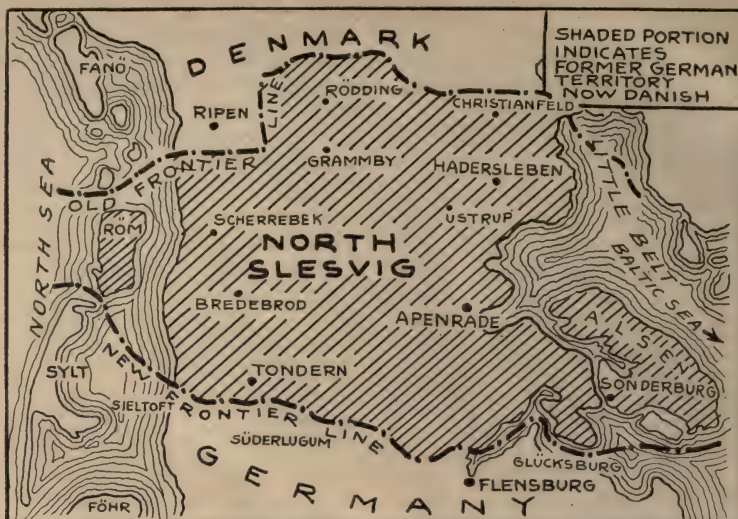 DENMARK
SHADED PORTION
INDICATES
FORMER GERMAN
TERRITORY
NOW DANISH
FANÖ
RÖDDING
CHRISTIANFELD
RIPEN
OLD FRONTIER LINE
GRAMMBY
HADERSLEBEN
LITTLE BELT
BALTIC SEA
NORTH SEA
RÖM
SCHERREBEK
USTRUP
NORTH
SLESVIG
BREDEBROD
APENRADE
ALSEN
SYLT
TONDERN
SONDERBURG
NEW FRONTIER LINE
SIELTOFT
SÜDERLUGUM
GLÜCKSBURG
FLENSBURG
GERMANY
FÖHR